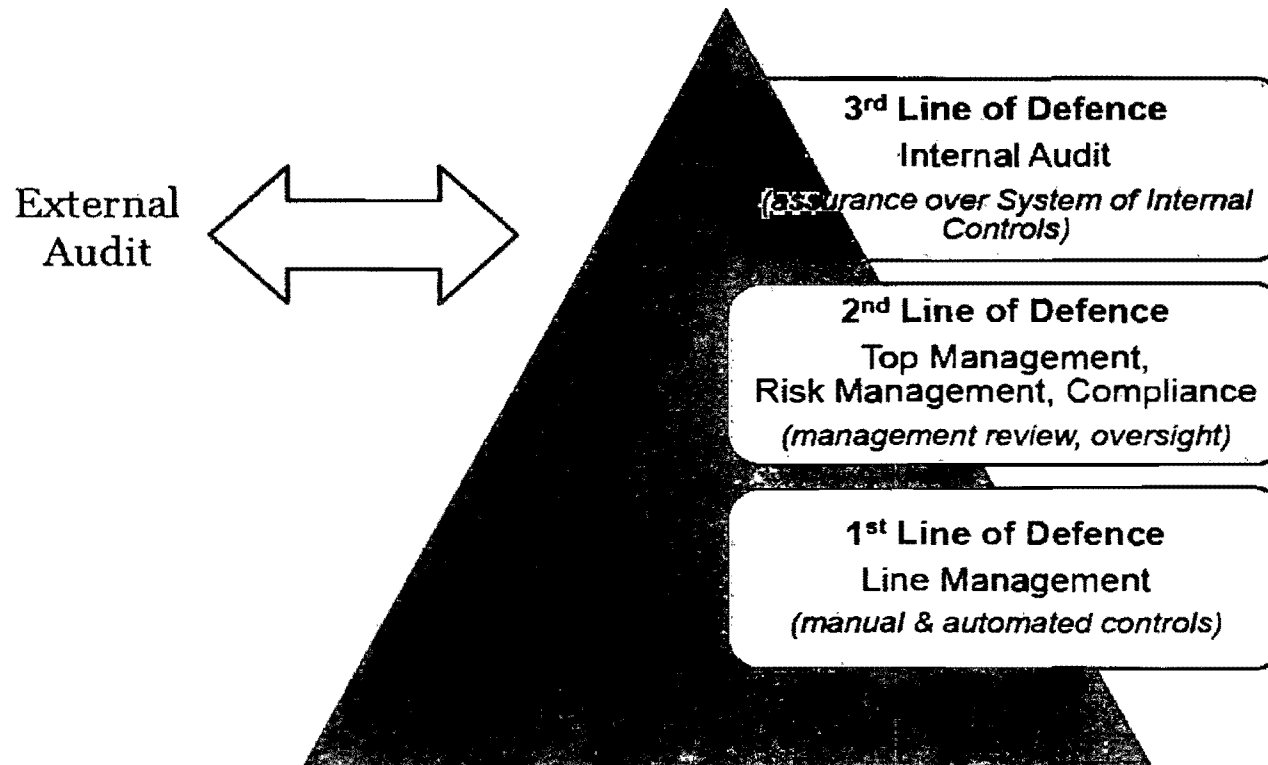 External
Audit
3rd Line of Defence
Internal Audit
(assurance over System of Internal
Controls)
2nd Line of Defence
Top Management,
Risk Management, Compliance
(management review, oversight)
1st Line of Defence
Line Management
(manual & automated controls)